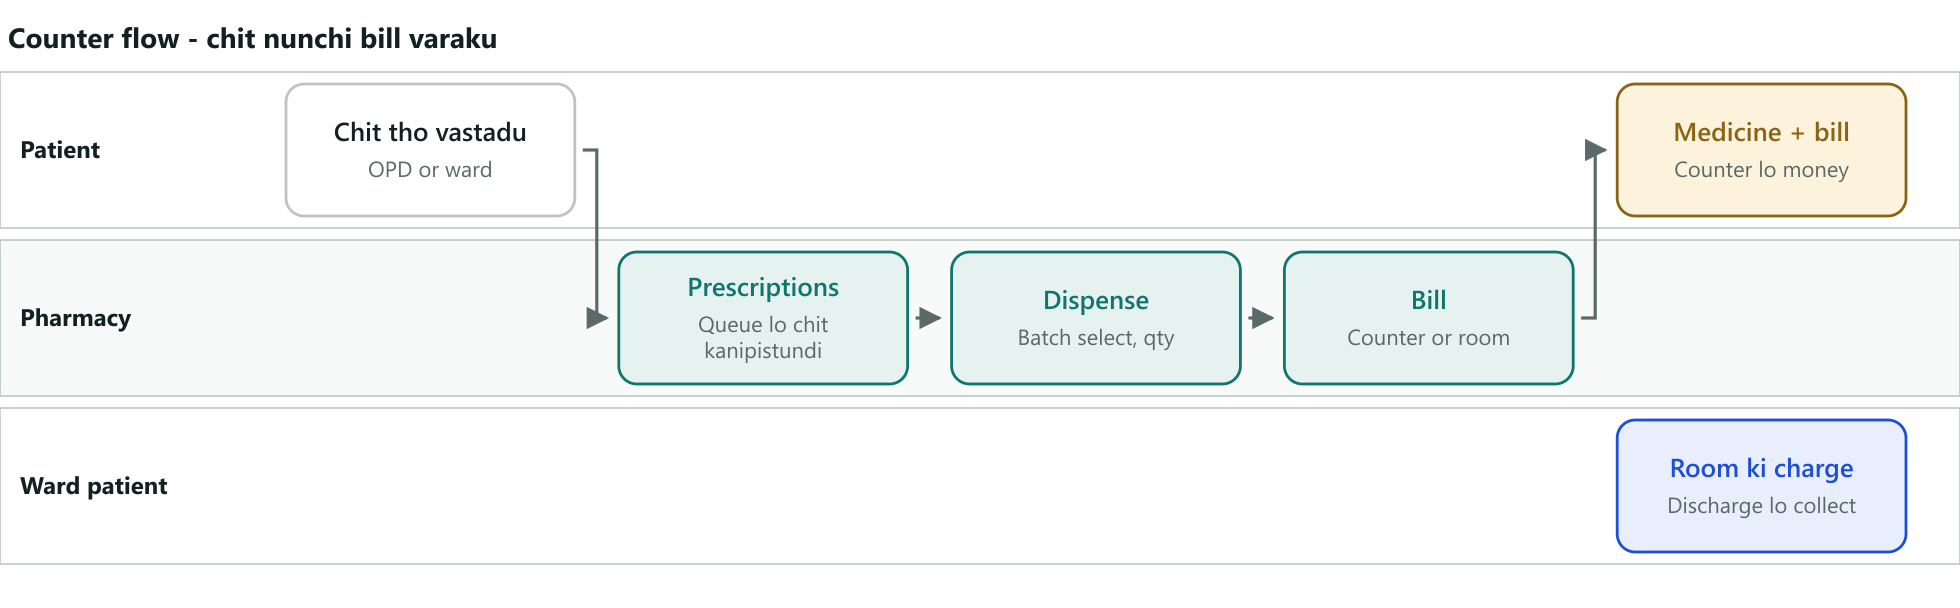 Counter flow - chit nunchi bill varaku
Patient
Chit tho vastadu
OPD or ward
Medicine + bill
Counter lo money
Pharmacy
Prescriptions
Queue lo chit
kanipistundi
Dispense
Batch select, qty
Bill
Counter or room
Ward patient
Room ki charge
Discharge lo collect